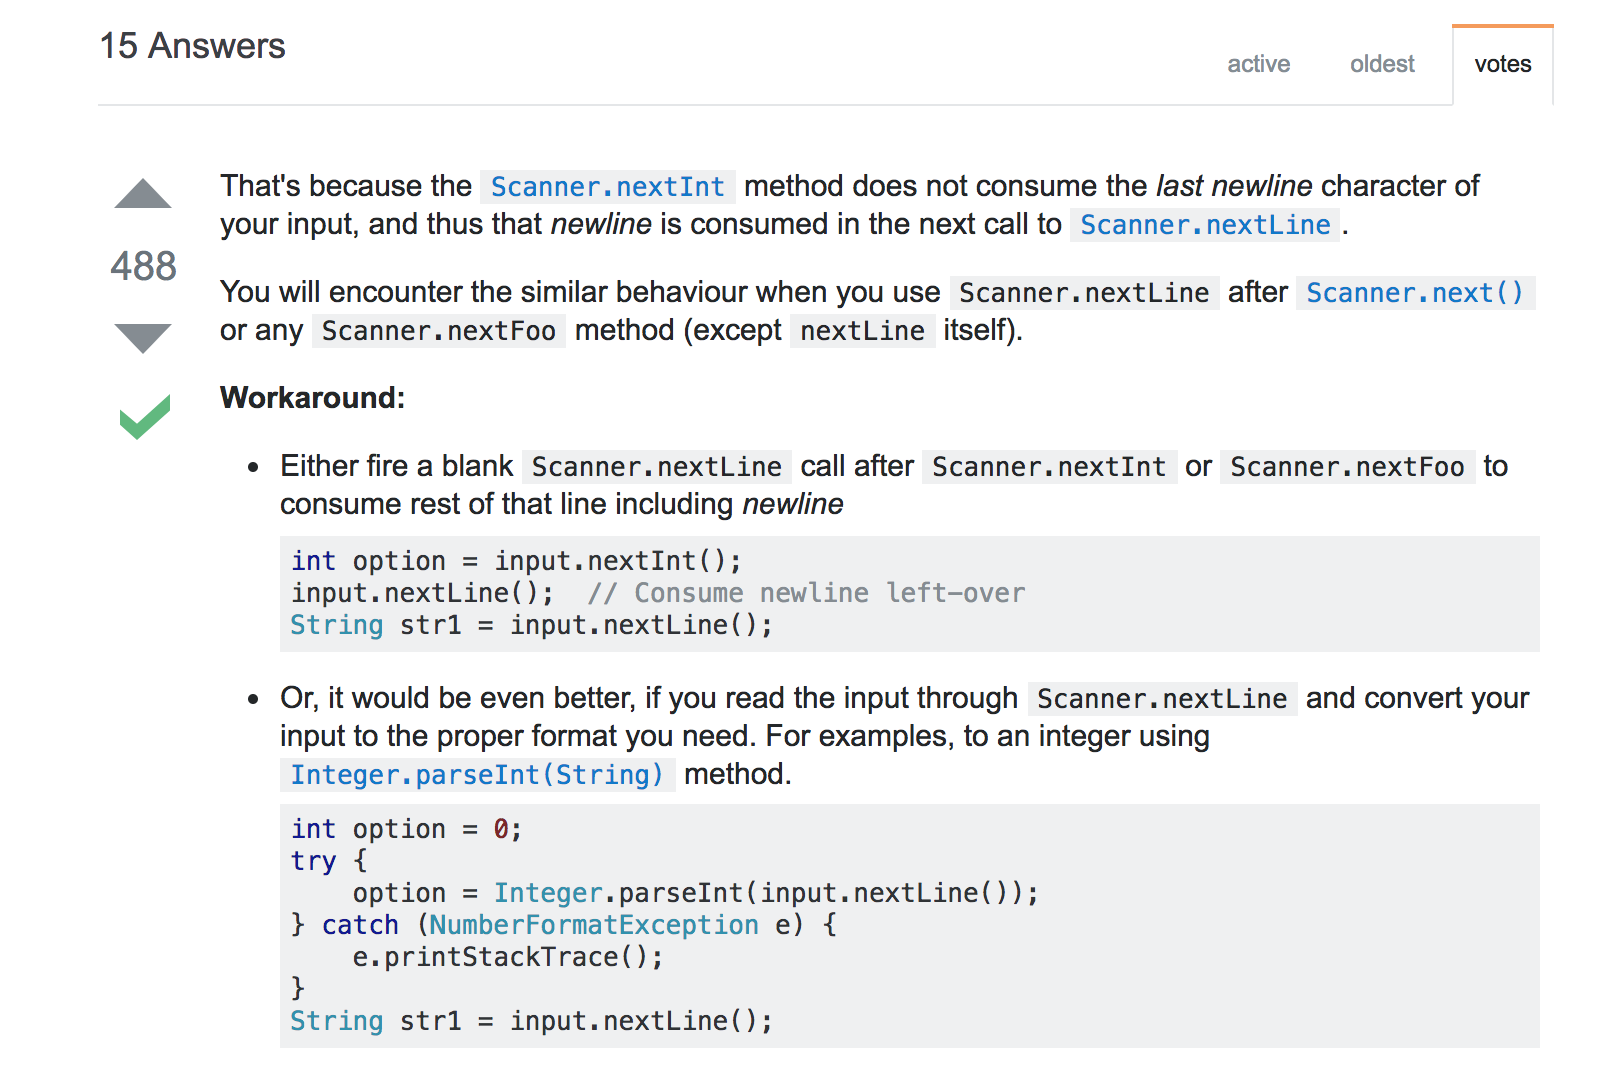 15 Answers
active oldest votes
That's because the Scanner.nextInt method does not consume the last newline character of
your input, and thus that newline is consumed in the next call to Scanner.nextLine.
488
You will encounter the similar behaviour when you use Scanner.nextLine after Scanner.next()
or any Scanner.nextFoo method (except nextLine itself).
Workaround:
• Either fire a blank Scanner.nextLine call after Scanner.nextInt or Scanner.nextFoo to
consume rest of that line including newline
int option = input.nextInt();
input.nextLine();  // Consume newline left-over
String str1 = input.nextLine();
• Or, it would be even better, if you read the input through Scanner.nextLine and convert your
input to the proper format you need. For examples, to an integer using
Integer.parseInt(String) method.
int option = 0;
try {
    option = Integer.parseInt(input.nextLine());
} catch (NumberFormatException e) {
    e.printStackTrace();
}
String str1 = input.nextLine();